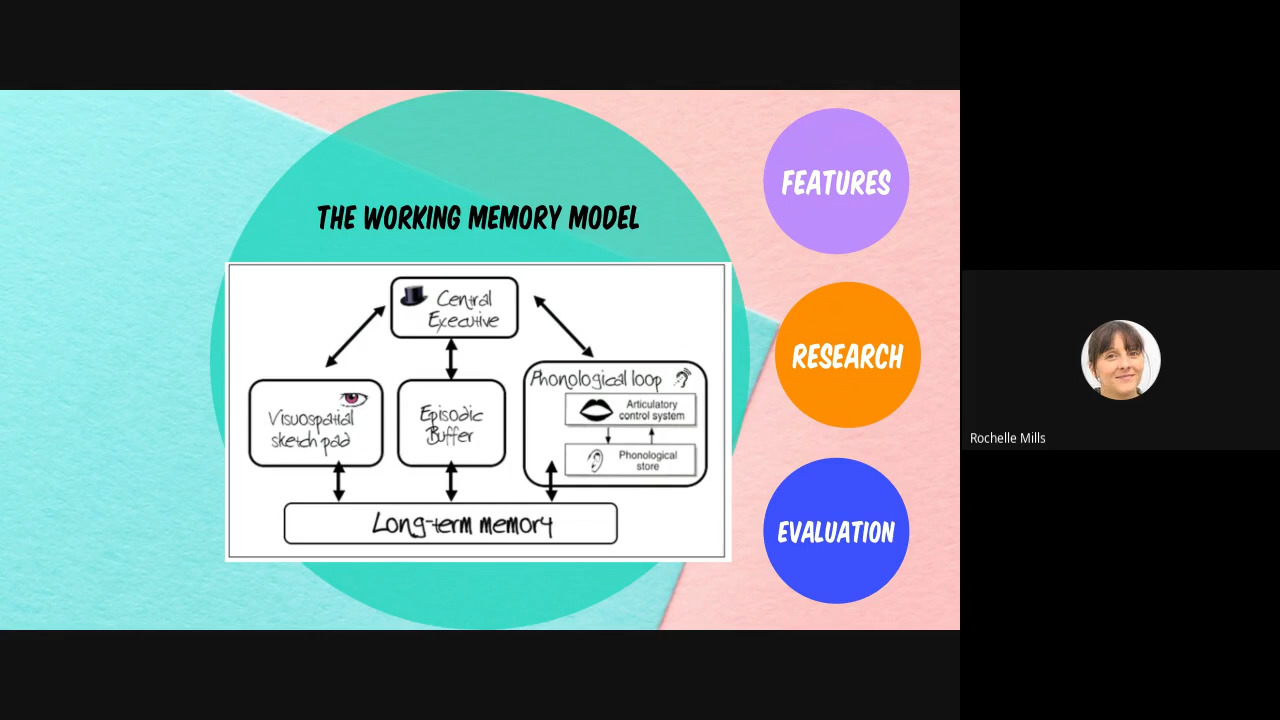 THE WORKING MEMORY MODEL
Central
Executive
Visuospatial
sketch pad
Episodic
Buffer
Phonological loop
Articulatory
control system
Phonological
store
Long-term memory
FEATURES
RESEARCH
EVALUATION
Rochelle Mills